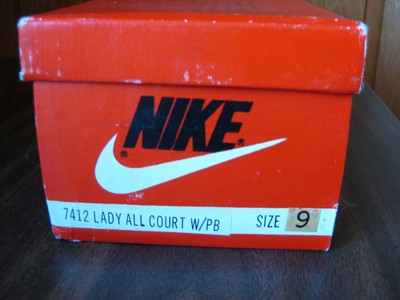 NIKE
7412 LADY ALL COURT W/PB SIZE 9